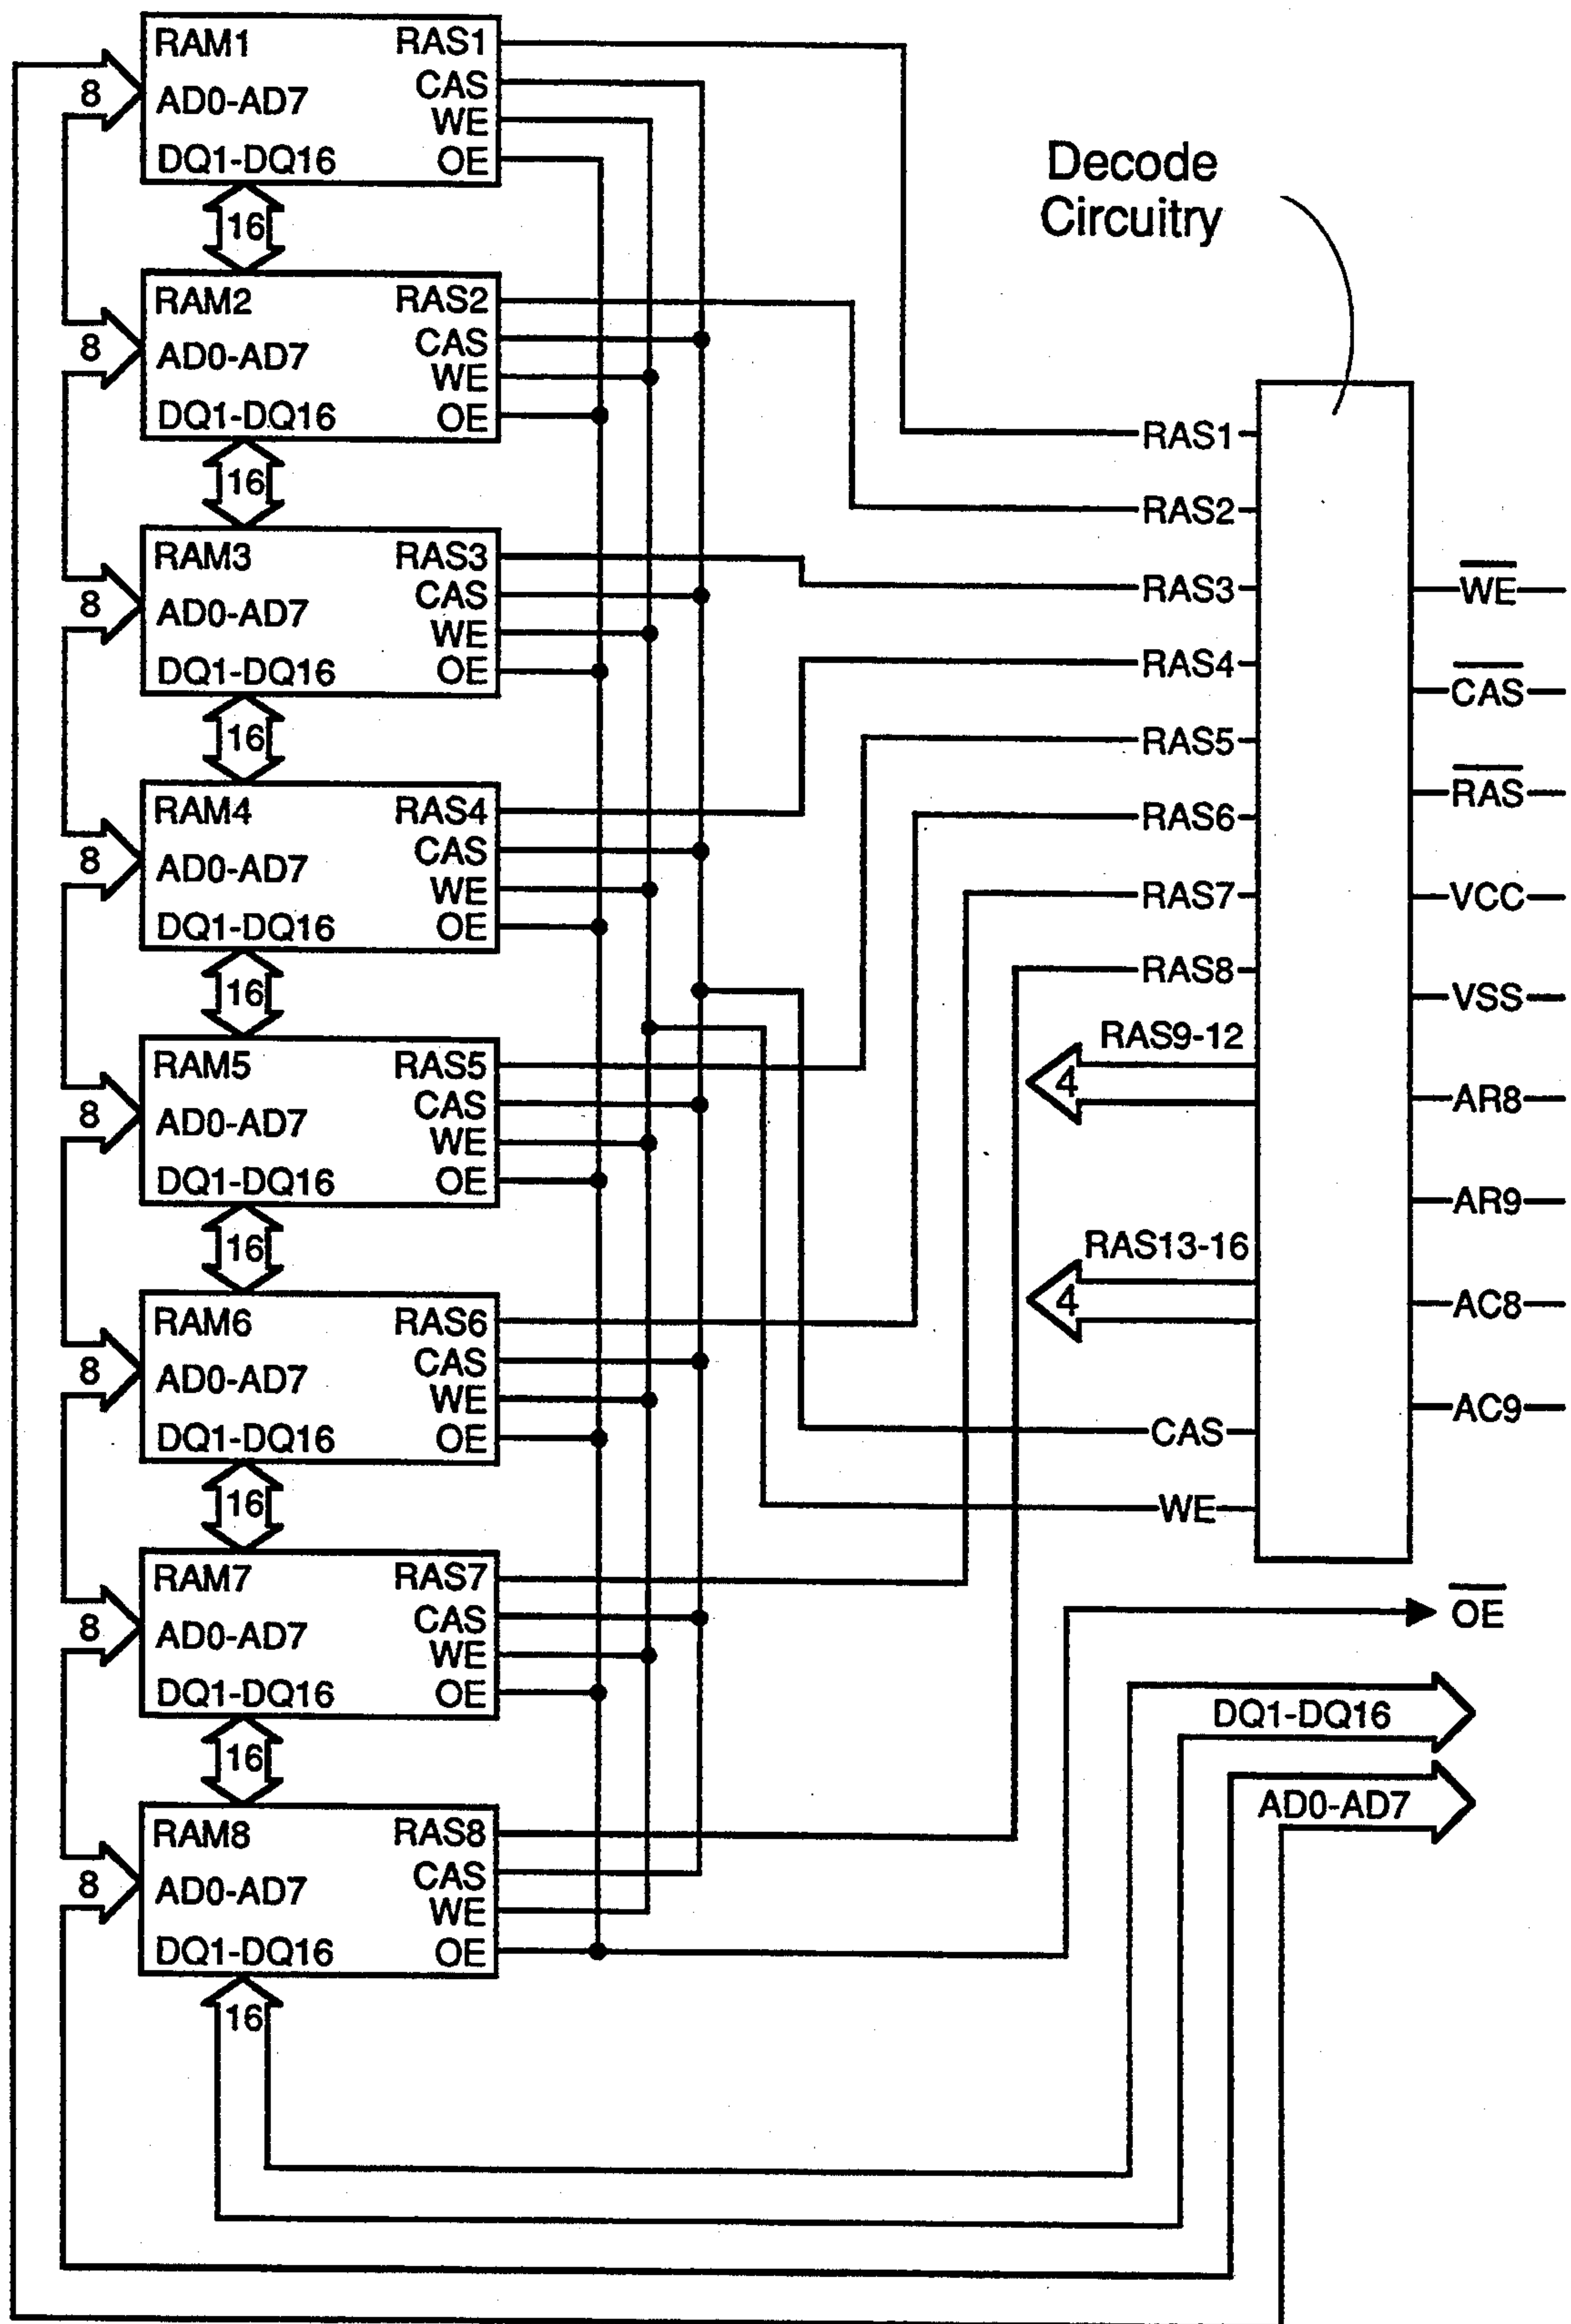 RAM1 RAS1
8 AD0-AD7 CAS
WE
DQ1-DQ16 OE
16
RAM2 RAS2
8 AD0-AD7 CAS
WE
DQ1-DQ16 OE
16
RAM3 RAS3
8 AD0-AD7 CAS
WE
DQ1-DQ16 OE
16
RAM4 RAS4
8 AD0-AD7 CAS
WE
DQ1-DQ16 OE
16
RAM5 RAS5
8 AD0-AD7 CAS
WE
DQ1-DQ16 OE
16
RAM6 RAS6
8 AD0-AD7 CAS
WE
DQ1-DQ16 OE
16
RAM7 RAS7
8 AD0-AD7 CAS
WE
DQ1-DQ16 OE
16
RAM8 RAS8
8 AD0-AD7 CAS
WE
DQ1-DQ16 OE
16
Decode
Circuitry
RAS1
RAS2
RAS3
RAS4
RAS5
RAS6
RAS7
RAS8
RAS9-12
4
RAS13-16
4
CAS
WE
W̅E̅
C̅A̅S̅
R̅A̅S̅
VCC
VSS
AR8
AR9
AC8
AC9
O̅E̅
DQ1-DQ16
AD0-AD7